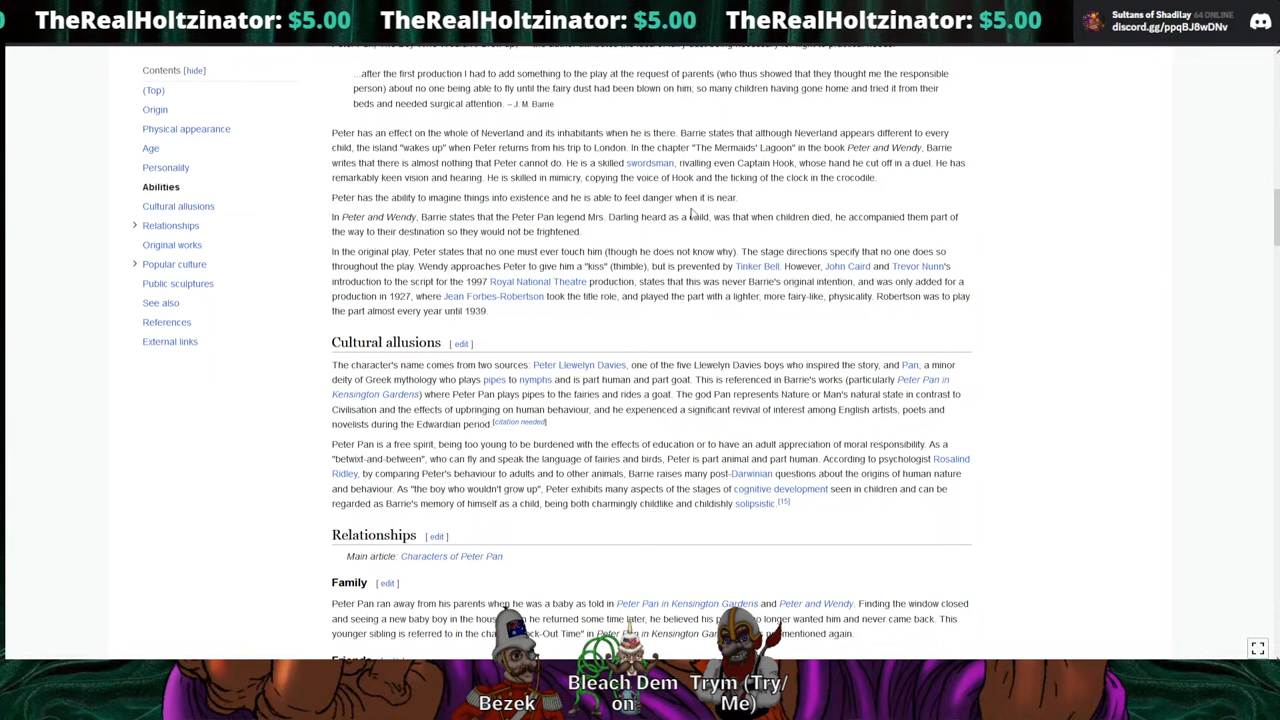 TheRealHoltzinator: $5.00 TheRealHoltzinator: $5.00 TheRealHoltzinator: $5.00
Sultans of Shadilay 64 ONLINE
discord.gg/ppqBJ8wDNv
Contents [hide]
(Top)
Origin
Physical appearance
Age
Personality
Abilities
Cultural allusions
Relationships
Original works
Popular culture
Public sculptures
See also
References
External links
...after the first production I had to add something to the play at the request of parents (who thus showed that they thought me the responsible
person) about no one being able to fly until the fairy dust had been blown on him; so many children having gone home and tried it from their
beds and needed surgical attention. – J. M. Barrie
Peter has an effect on the whole of Neverland and its inhabitants when he is there. Barrie states that although Neverland appears different to every
child, the island "wakes up" when Peter returns from his trip to London. In the chapter "The Mermaids' Lagoon" in the book Peter and Wendy, Barrie
writes that there is almost nothing that Peter cannot do. He is a skilled swordsman, rivalling even Captain Hook, whose hand he cut off in a duel. He has
remarkably keen vision and hearing. He is skilled in mimicry, copying the voice of Hook and the ticking of the clock in the crocodile.
Peter has the ability to imagine things into existence and he is able to feel danger when it is near.
In Peter and Wendy, Barrie states that the Peter Pan legend Mrs. Darling heard as a child, was that when children died, he accompanied them part of
the way to their destination so they would not be frightened.
In the original play, Peter states that no one must ever touch him (though he does not know why). The stage directions specify that no one does so
throughout the play. Wendy approaches Peter to give him a "kiss" (thimble), but is prevented by Tinker Bell. However, John Caird and Trevor Nunn's
introduction to the script for the 1997 Royal National Theatre production, states that this was never Barrie's original intention, and was only added for a
production in 1927, where Jean Forbes-Robertson took the title role, and played the part with a lighter, more fairy-like, physicality. Robertson was to play
the part almost every year until 1939.
Cultural allusions [ edit ]
The character's name comes from two sources: Peter Llewelyn Davies, one of the five Llewelyn Davies boys who inspired the story, and Pan, a minor
deity of Greek mythology who plays pipes to nymphs and is part human and part goat. This is referenced in Barrie's works (particularly Peter Pan in
Kensington Gardens) where Peter Pan plays pipes to the fairies and rides a goat. The god Pan represents Nature or Man's natural state in contrast to
Civilisation and the effects of upbringing on human behaviour, and he experienced a significant revival of interest among English artists, poets and
novelists during the Edwardian period.[citation needed]
Peter Pan is a free spirit, being too young to be burdened with the effects of education or to have an adult appreciation of moral responsibility. As a
"betwixt-and-between", who can fly and speak the language of fairies and birds, Peter is part animal and part human. According to psychologist Rosalind
Ridley, by comparing Peter's behaviour to adults and to other animals, Barrie raises many post-Darwinian questions about the origins of human nature
and behaviour. As "the boy who wouldn't grow up", Peter exhibits many aspects of the stages of cognitive development seen in children and can be
regarded as Barrie's memory of himself as a child, being both charmingly childlike and childishly solipsistic.[15]
Relationships [ edit ]
Main article: Characters of Peter Pan
Family [ edit ]
Peter Pan ran away from his parents when he was a baby as told in Peter Pan in Kensington Gardens and Peter and Wendy. Finding the window closed
and seeing a new baby boy in the hou he returned some time later, he believed his longer wanted him and never came back. This
younger sibling is referred to in the ck-Out Time" in Peter in Kensington mentioned again.
Bezek
Bleach Dem
on
Trym (Try/
Me)